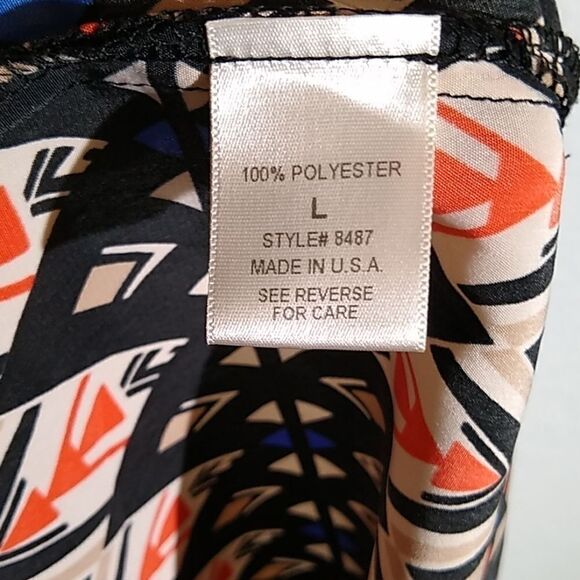 100% POLYESTER
L
STYLE# 8487
MADE IN U.S.A.
SEE REVERSE
FOR CARE